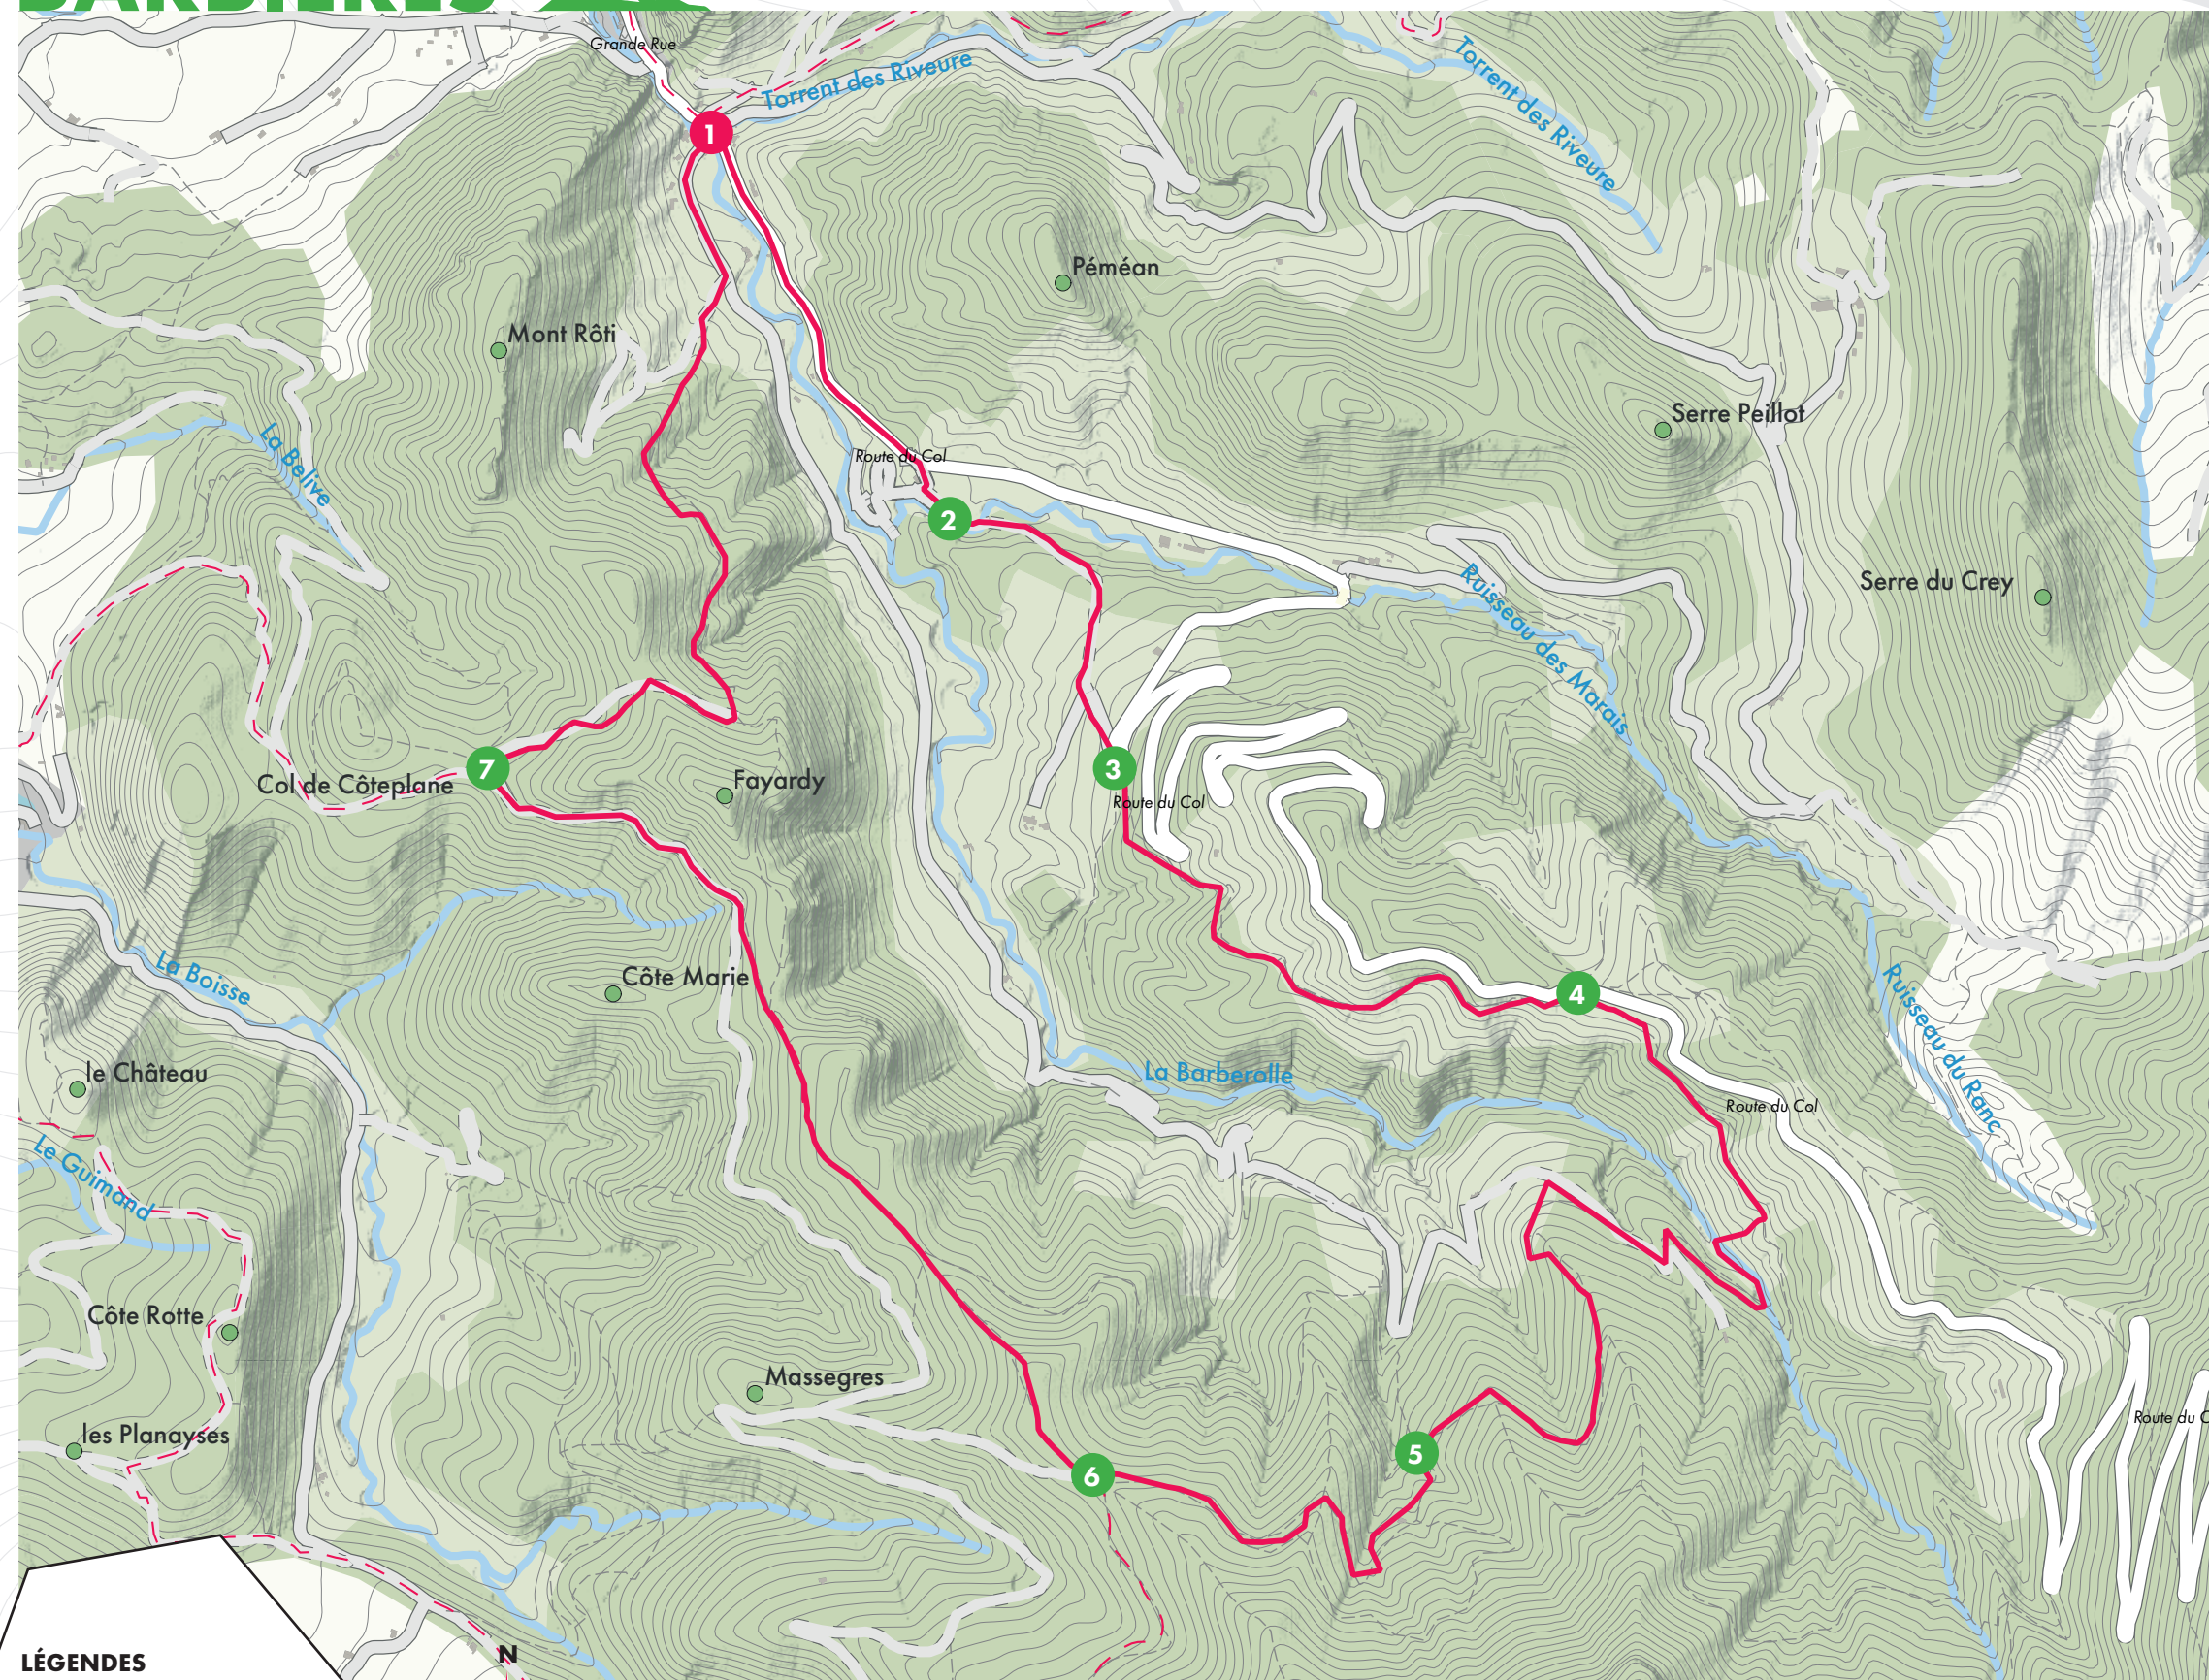 BARBIÈRES
Grande Rue
Torrent des Riveure
Torrent des Riveure
1
Péméan
Mont Rôti
Serre Peillot
La Belive
Route du Col
2
Ruisseau des Marais
Serre du Crey
7
Col de Côteplane
Fayardy
3
Route du Col
La Boisse
Côte Marie
4
Ruisseau du Ranc
le Château
La Barberolle
Route du Col
Le Guimand
Côte Rotte
Massegres
Route du C
les Planayses
5
6
N
LÉGENDES